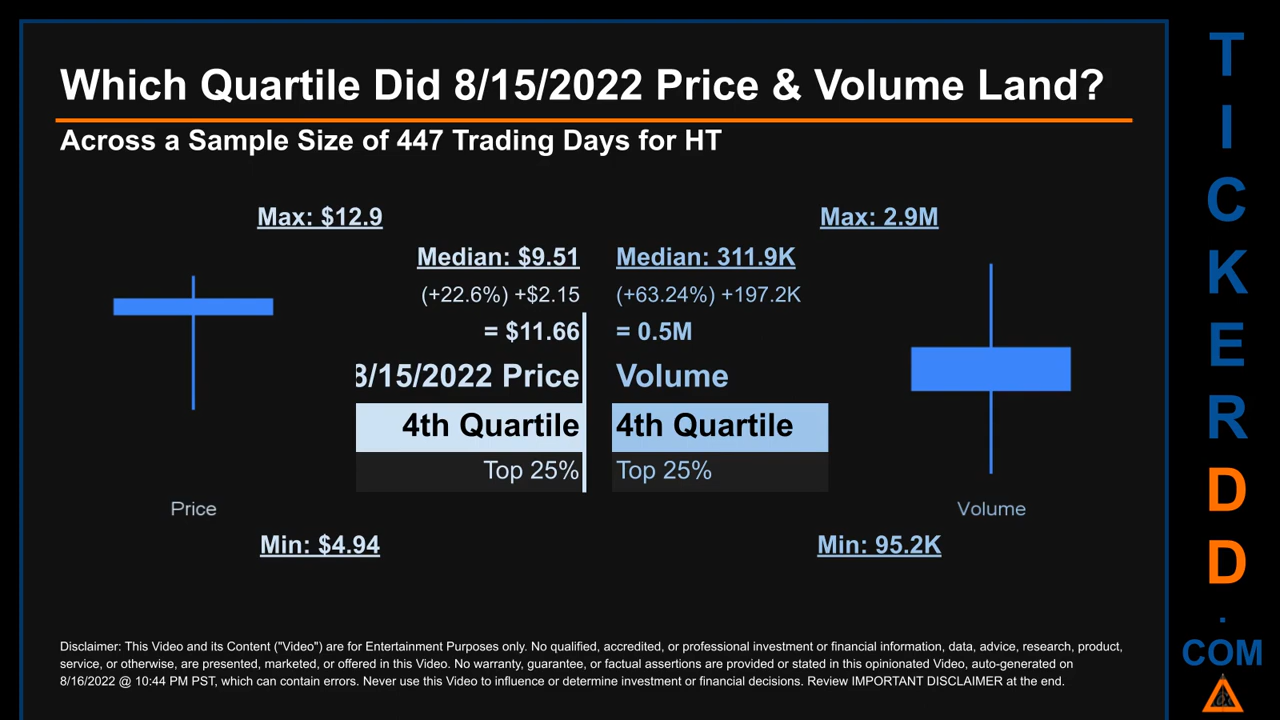 Which Quartile Did 8/15/2022 Price & Volume Land?
Across a Sample Size of 447 Trading Days for HT
Max: $12.9
Max: 2.9M
Median: $9.51
Median: 311.9K
(+22.6%) +$2.15
(+63.24%) +197.2K
= $11.66
= 0.5M
8/15/2022 Price
Volume
4th Quartile
4th Quartile
Top 25%
Top 25%
Price
Volume
Min: $4.94
Min: 95.2K
Disclaimer: This Video and its Content ("Video") are for Entertainment Purposes only. No qualified, accredited, or professional investment or financial information, data, advice, research, product,
service, or otherwise, are presented, marketed, or offered in this Video. No warranty, guarantee, or factual assertions are provided or stated in this opinionated Video, auto-generated on
8/16/2022 @ 10:44 PM PST, which can contain errors. Never use this Video to influence or determine investment or financial decisions. Review IMPORTANT DISCLAIMER at the end.
T
I
C
K
E
R
D
D
.
COM